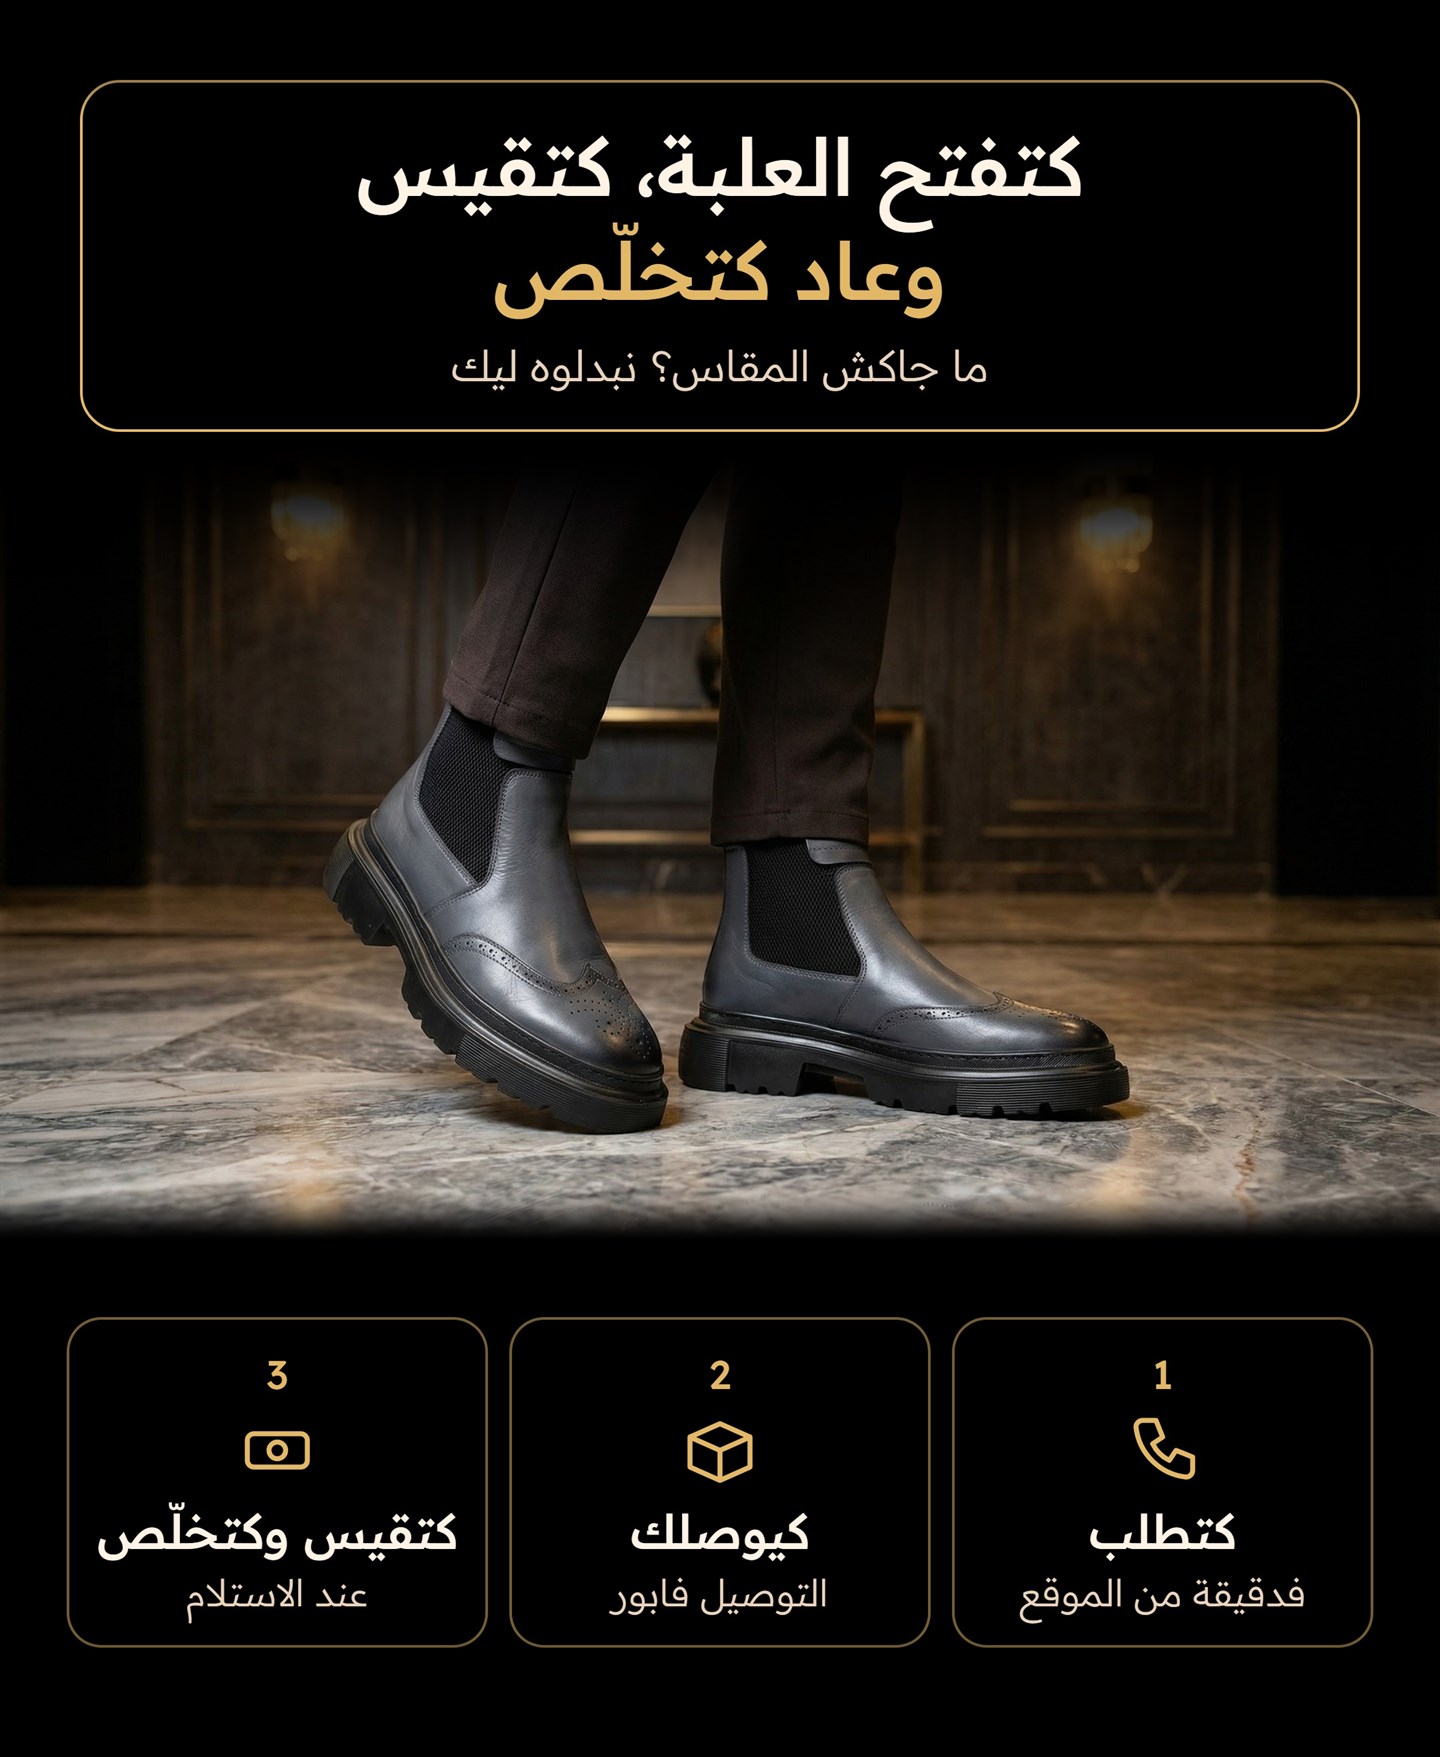 كتفتح العلبة، كتقيس
وعاد كتخلّص
ما جاكش المقاس؟ نبدلوه ليك
1
كتطلب
فدقيقة من الموقع
2
كيوصلك
التوصيل فابور
3
كتقيس وكتخلّص
عند الاستلام